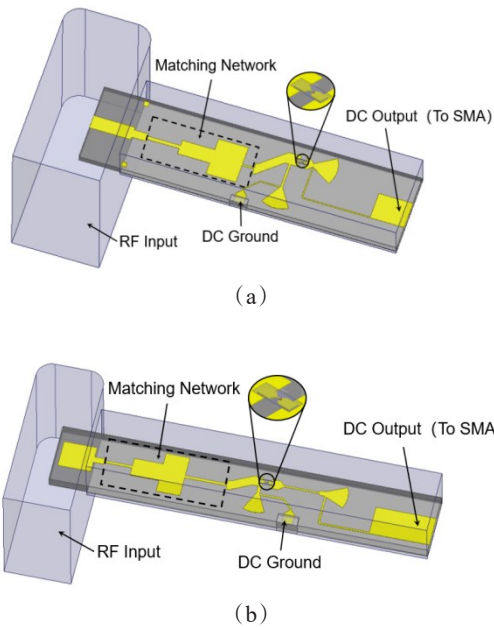 Matching Network
DC Output (To SMA)
RF Input
DC Ground
(a)
Matching Network
DC Output (To SMA
RF Input
DC Ground
(b)